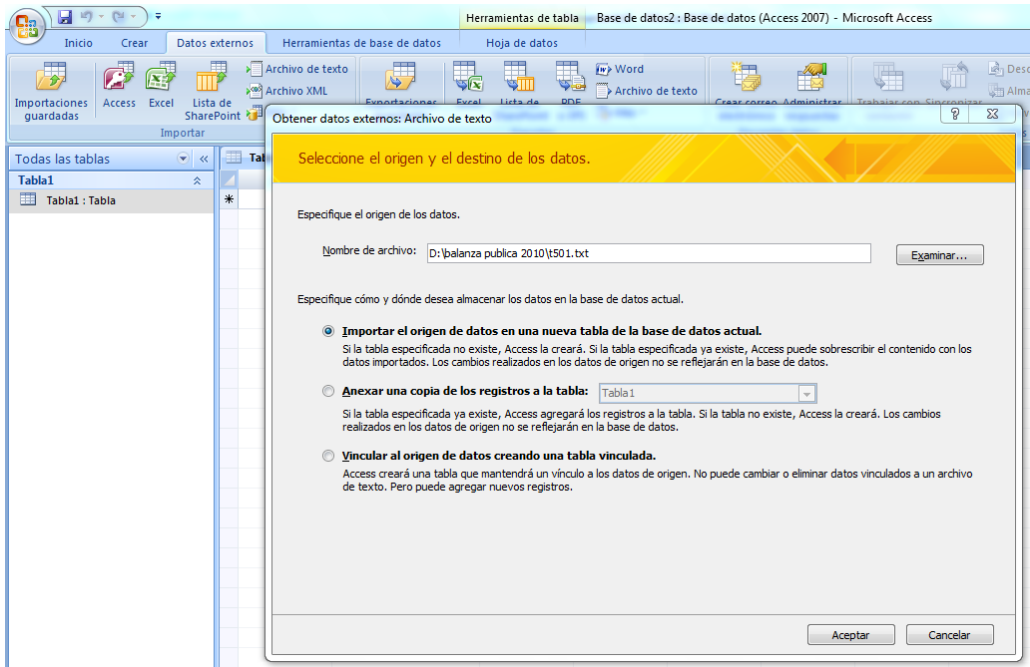 Herramientas de tabla Base de datos2 : Base de datos (Access 2007) - Microsoft Access
Inicio Crear Datos externos Herramientas de base de datos Hoja de datos
Importaciones guardadas
Access
Excel
Lista de SharePoint
Archivo de texto
Archivo XML
Importar
Exportaciones
Excel
Lista de
PDF
Word
Archivo de texto
Crear correo
Administrar
Trabajar con
Sincronizar
Todas las tablas
Tabla1
Tabla1 : Tabla
Obtener datos externos: Archivo de texto
Seleccione el origen y el destino de los datos.
Especifique el origen de los datos.
Nombre de archivo: D:\balanza publica 2010\t501.txt Examinar...
Especifique cómo y dónde desea almacenar los datos en la base de datos actual.
Importar el origen de datos en una nueva tabla de la base de datos actual.
Si la tabla especificada no existe, Access la creará. Si la tabla especificada ya existe, Access puede sobrescribir el contenido con los
datos importados. Los cambios realizados en los datos de origen no se reflejarán en la base de datos.
Anexar una copia de los registros a la tabla: Tabla1
Si la tabla especificada ya existe, Access agregará los registros a la tabla. Si la tabla no existe, Access la creará. Los cambios
realizados en los datos de origen no se reflejarán en la base de datos.
Vincular al origen de datos creando una tabla vinculada.
Access creará una tabla que mantendrá un vínculo a los datos de origen. No puede cambiar o eliminar datos vinculados a un archivo
de texto. Pero puede agregar nuevos registros.
Aceptar Cancelar